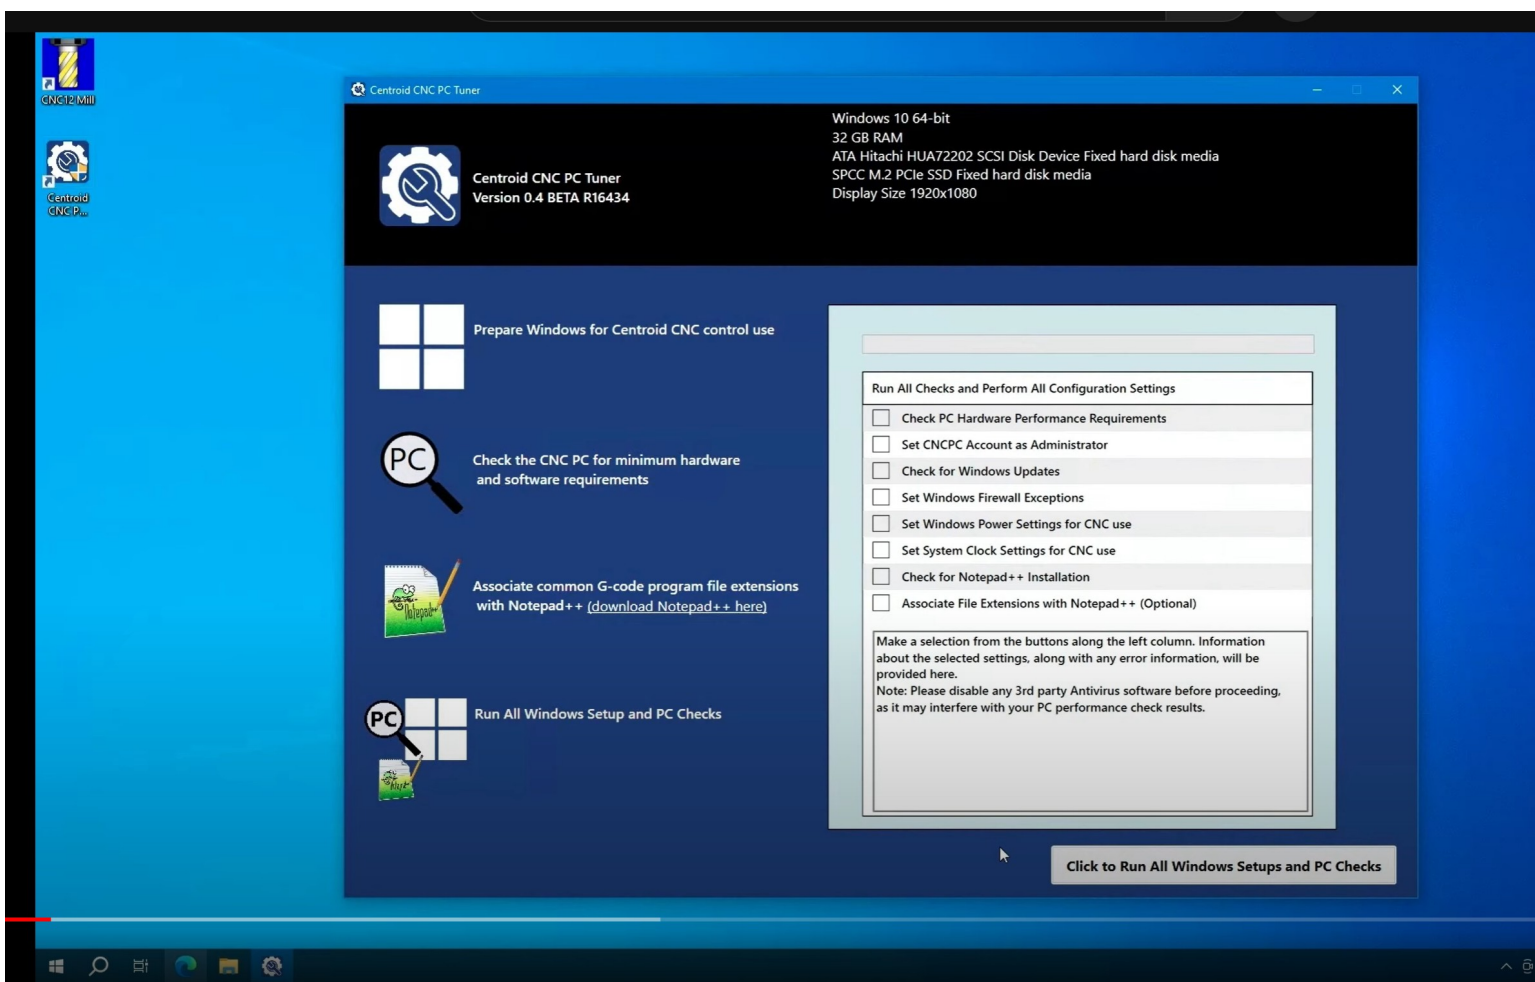 CNC12 Mill
Centroid
CNC P...
Centroid CNC PC Tuner
Centroid CNC PC Tuner
Version 0.4 BETA R16434
Windows 10 64-bit
32 GB RAM
ATA Hitachi HUA72202 SCSI Disk Device Fixed hard disk media
SPCC M.2 PCIe SSD Fixed hard disk media
Display Size 1920x1080
Prepare Windows for Centroid CNC control use
PC
Check the CNC PC for minimum hardware
and software requirements
Notepad++
Associate common G-code program file extensions
with Notepad++ (download Notepad++ here)
PC
Run All Windows Setup and PC Checks
Run All Checks and Perform All Configuration Settings
Check PC Hardware Performance Requirements
Set CNCPC Account as Administrator
Check for Windows Updates
Set Windows Firewall Exceptions
Set Windows Power Settings for CNC use
Set System Clock Settings for CNC use
Check for Notepad++ Installation
Associate File Extensions with Notepad++ (Optional)
Make a selection from the buttons along the left column. Information
about the selected settings, along with any error information, will be
provided here.
Note: Please disable any 3rd party Antivirus software before proceeding,
as it may interfere with your PC performance check results.
Click to Run All Windows Setups and PC Checks